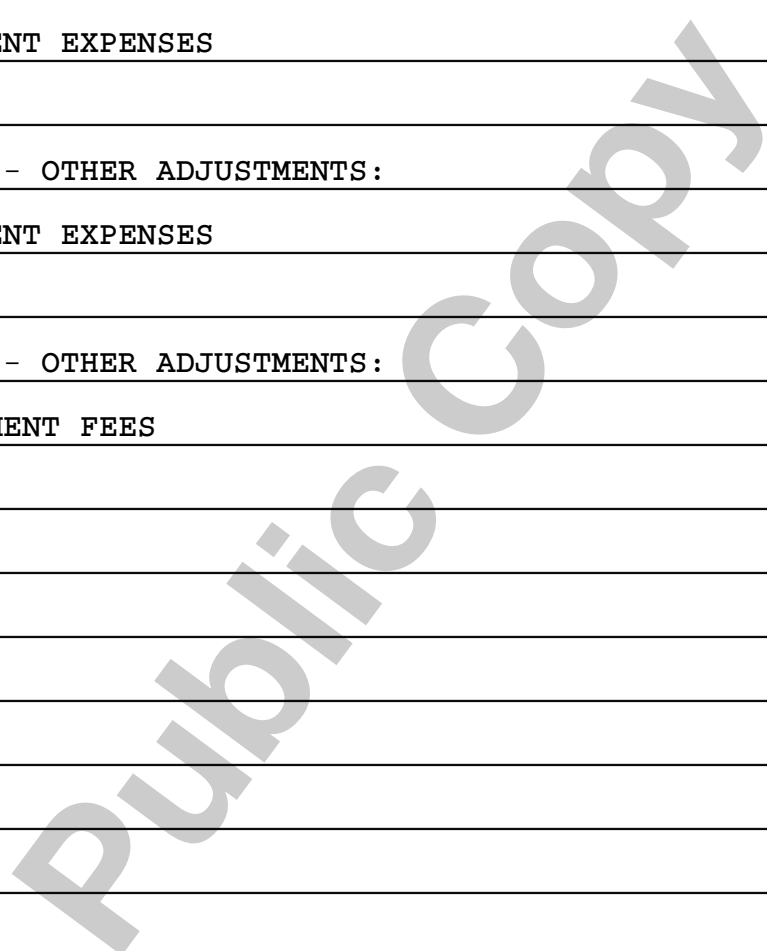 ENT EXPENSES
- OTHER ADJUSTMENTS:
ENT EXPENSES
- OTHER ADJUSTMENTS:
MENT FEES
Public Copy